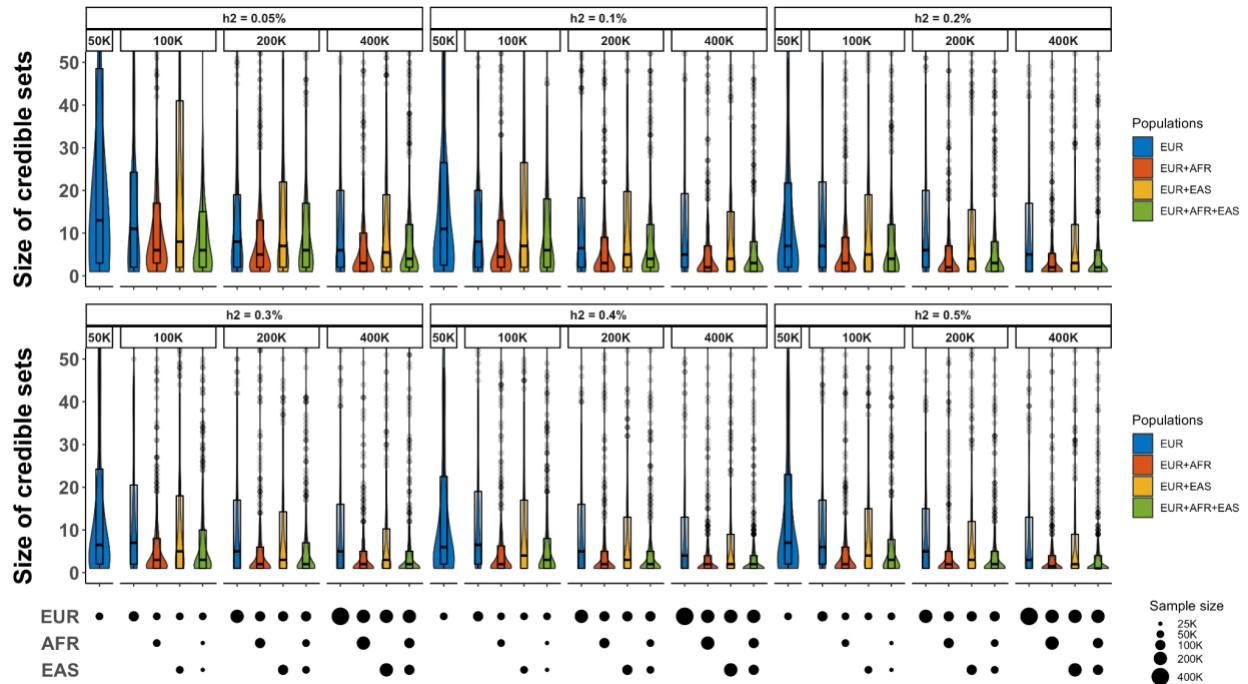 h2 = 0.05% h2 = 0.1% h2 = 0.2%
50K 100K 200K 400K 50K 100K 200K 400K 50K 100K 200K 400K
Size of credible sets
50
40
30
20
10
0
Populations
EUR
EUR+AFR
EUR+EAS
EUR+AFR+EAS
h2 = 0.3% h2 = 0.4% h2 = 0.5%
50K 100K 200K 400K 50K 100K 200K 400K 50K 100K 200K 400K
Size of credible sets
50
40
30
20
10
0
Populations
EUR
EUR+AFR
EUR+EAS
EUR+AFR+EAS
EUR
AFR
EAS
Sample size
25K
50K
100K
200K
400K